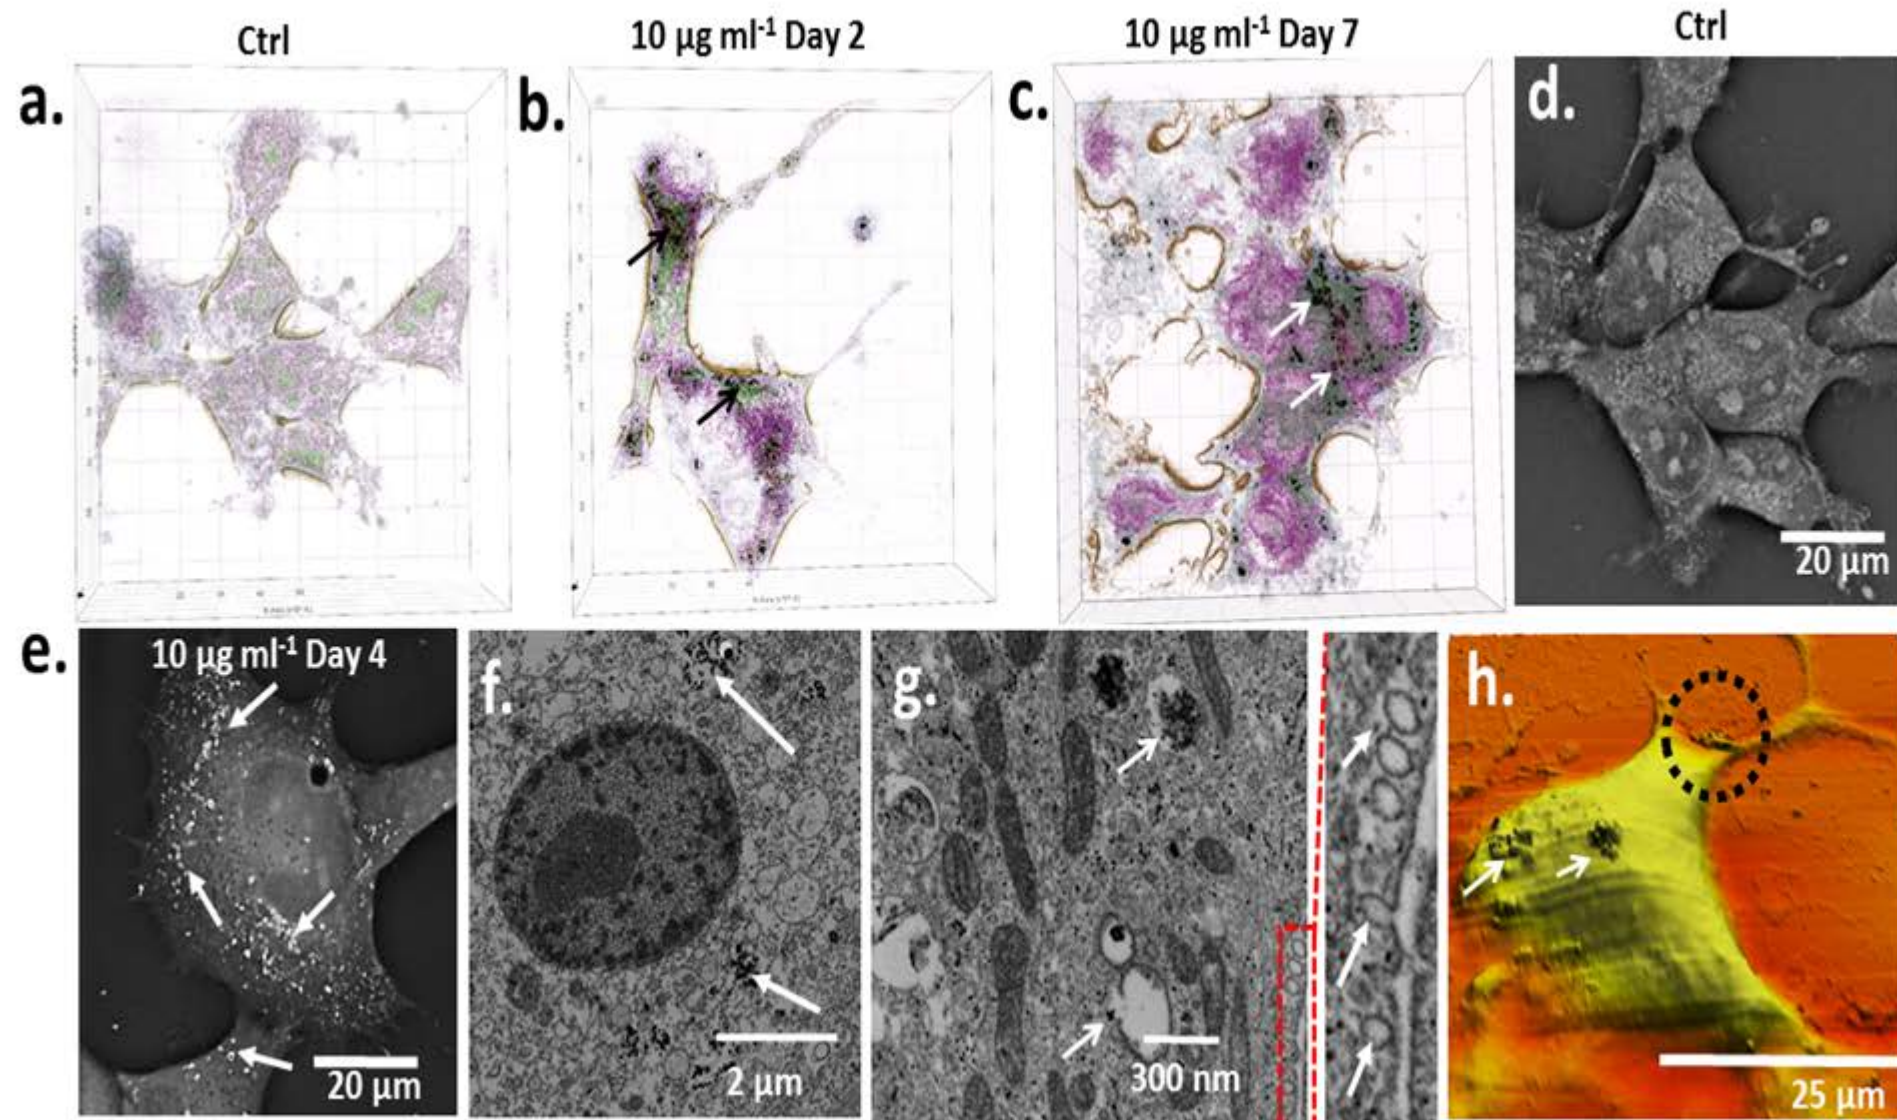 Ctrl
10 µg ml-1 Day 2
10 µg ml-1 Day 7
Ctrl
a.
b.
c.
d.
20 µm
e.
10 µg ml-1 Day 4
20 µm
f.
2 µm
g.
300 nm
h.
25 µm